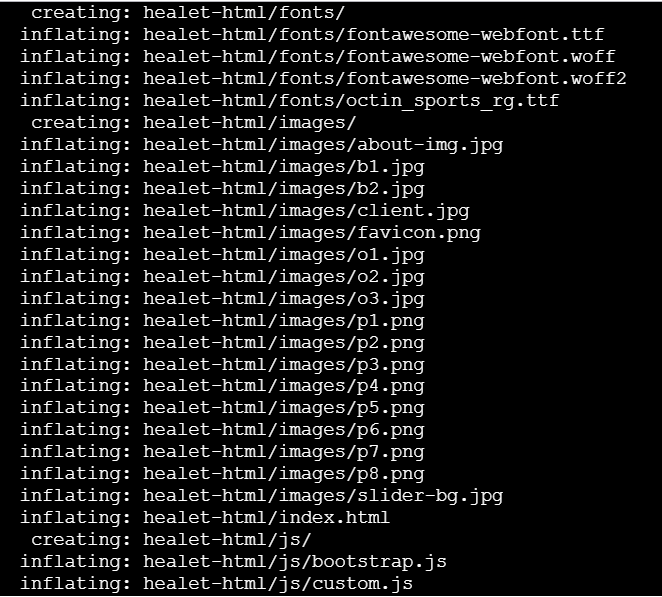 creating: healet-html/fonts/
inflating: healet-html/fonts/fontawesome-webfont.ttf
inflating: healet-html/fonts/fontawesome-webfont.woff
inflating: healet-html/fonts/fontawesome-webfont.woff2
inflating: healet-html/fonts/octin_sports_rg.ttf
creating: healet-html/images/
inflating: healet-html/images/about-img.jpg
inflating: healet-html/images/b1.jpg
inflating: healet-html/images/b2.jpg
inflating: healet-html/images/client.jpg
inflating: healet-html/images/favicon.png
inflating: healet-html/images/o1.jpg
inflating: healet-html/images/o2.jpg
inflating: healet-html/images/o3.jpg
inflating: healet-html/images/p1.png
inflating: healet-html/images/p2.png
inflating: healet-html/images/p3.png
inflating: healet-html/images/p4.png
inflating: healet-html/images/p5.png
inflating: healet-html/images/p6.png
inflating: healet-html/images/p7.png
inflating: healet-html/images/p8.png
inflating: healet-html/images/slider-bg.jpg
inflating: healet-html/index.html
creating: healet-html/js/
inflating: healet-html/js/bootstrap.js
inflating: healet-html/js/custom.js